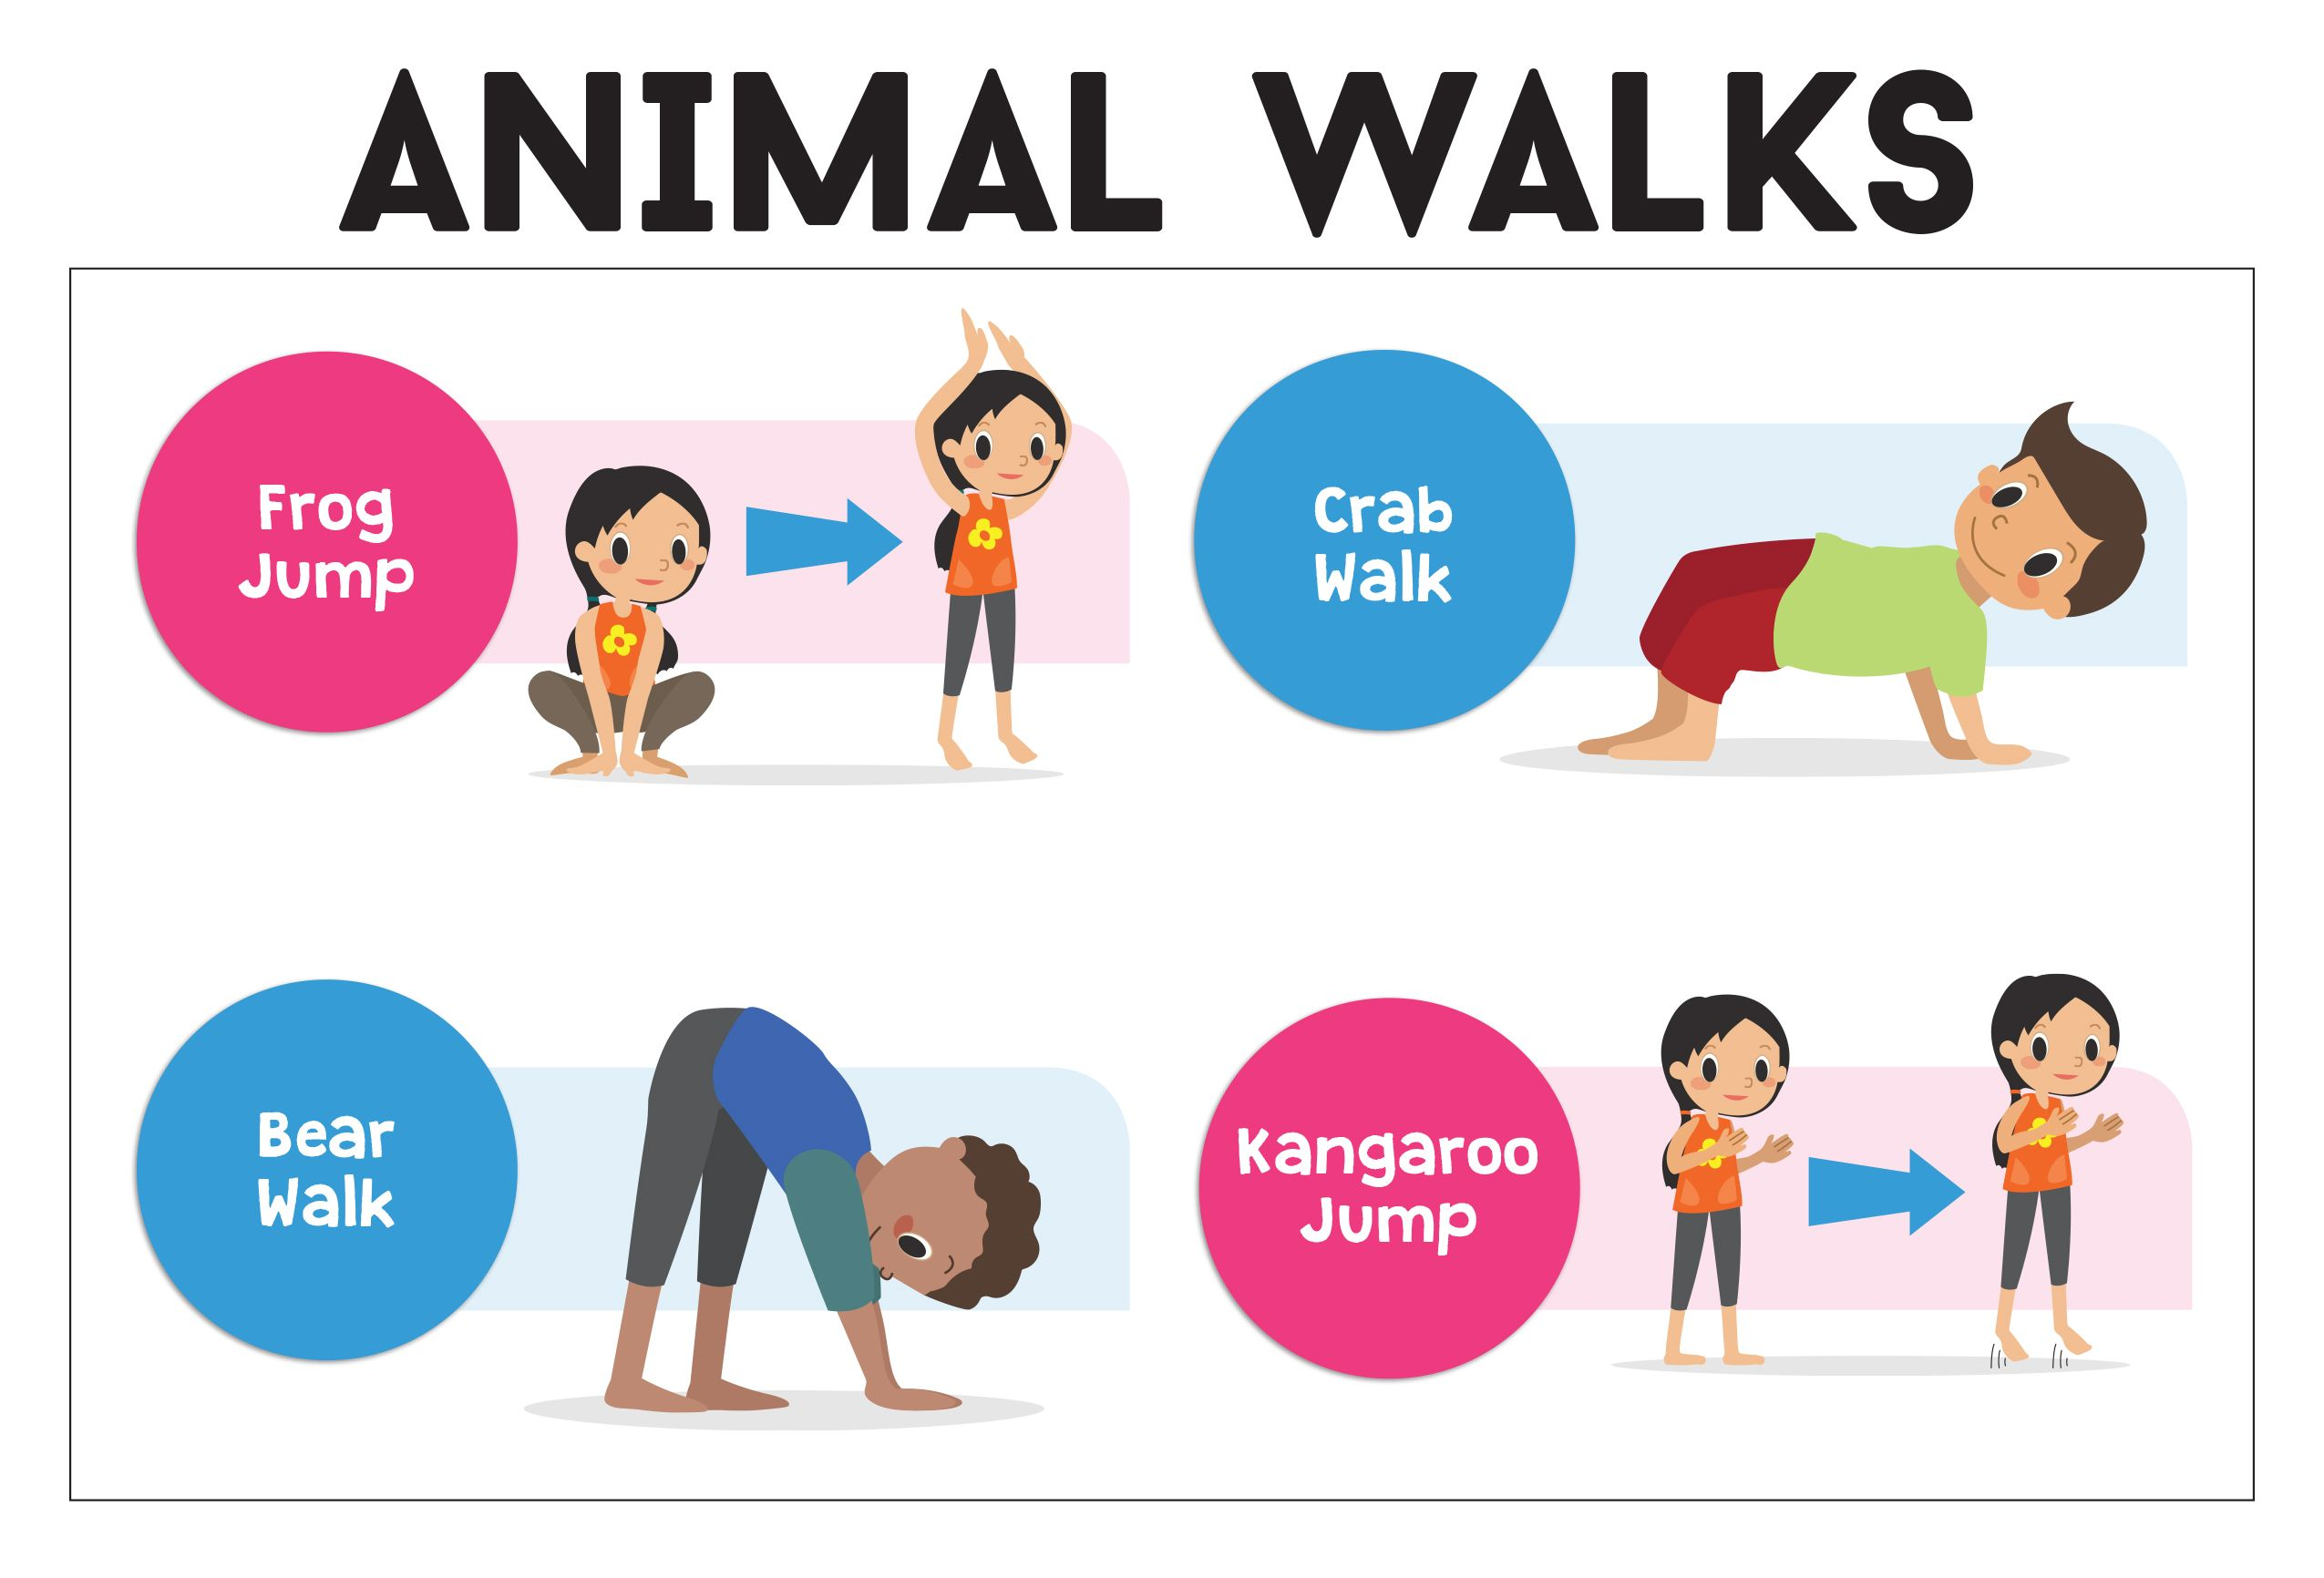 ANIMAL WALKS
Frog
Jump
Crab
Walk
Bear
Walk
Kangaroo
Jump